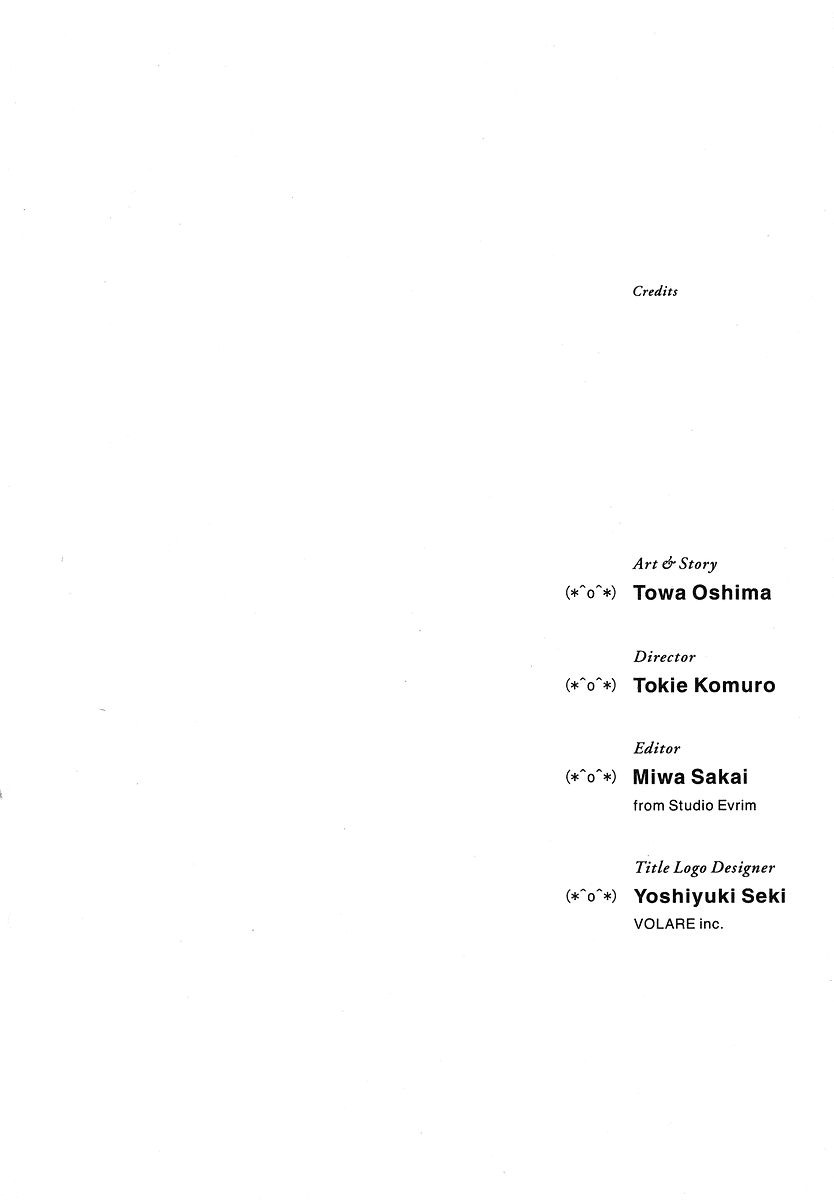 Credits
Art & Story
(*^o^*) Towa Oshima
Director
(*^o^*) Tokie Komuro
Editor
(*^o^*) Miwa Sakai
from Studio Evrim
Title Logo Designer
(*^o^*) Yoshiyuki Seki
VOLARE inc.